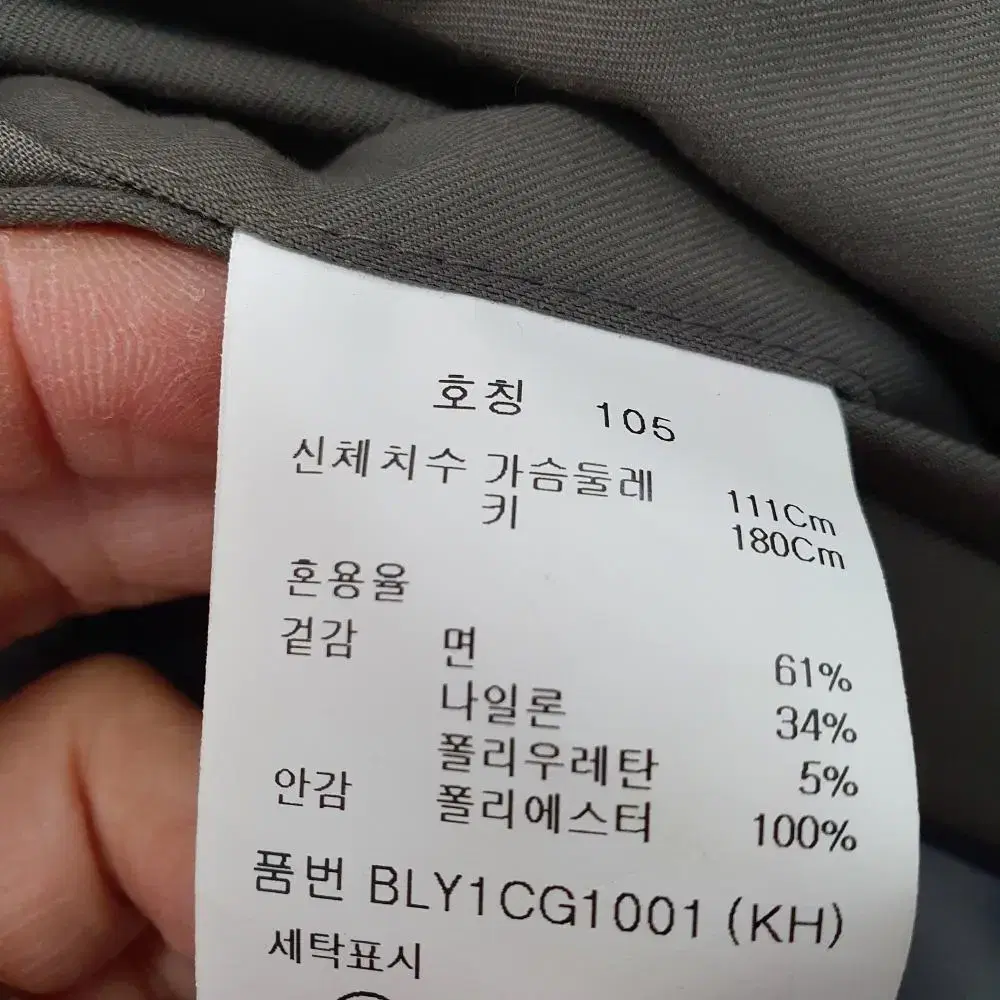 호칭 105
신체치수 가슴둘레 111Cm
키 180Cm
혼용율
겉감 면 61%
나일론 34%
폴리우레탄 5%
안감 폴리에스터 100%
품번 BLY1CG1001 (KH)
세탁표시